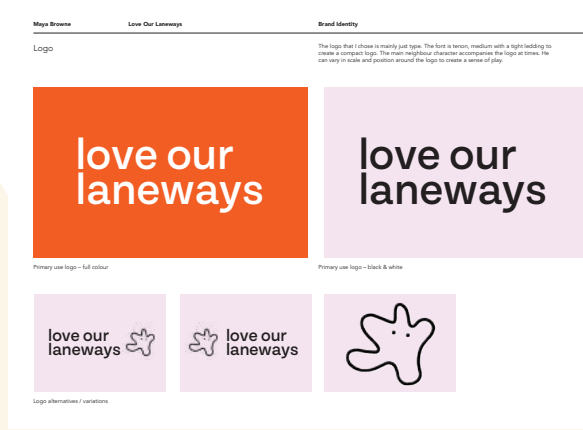 Maya Browne
Love Our Laneways
Brand Identity
Logo
The logo that I chose is mainly just type. The font is tenon, medium with a tight ledding to
create a compact logo. The main neighbour character accompanies the logo at times. He
can vary in scale and position around the logo to create a sense of play.
love our
laneways
love our
laneways
Primary use logo – full colour
Primary use logo – black & white
love our
laneways
love our
laneways
Logo alternatives / variations